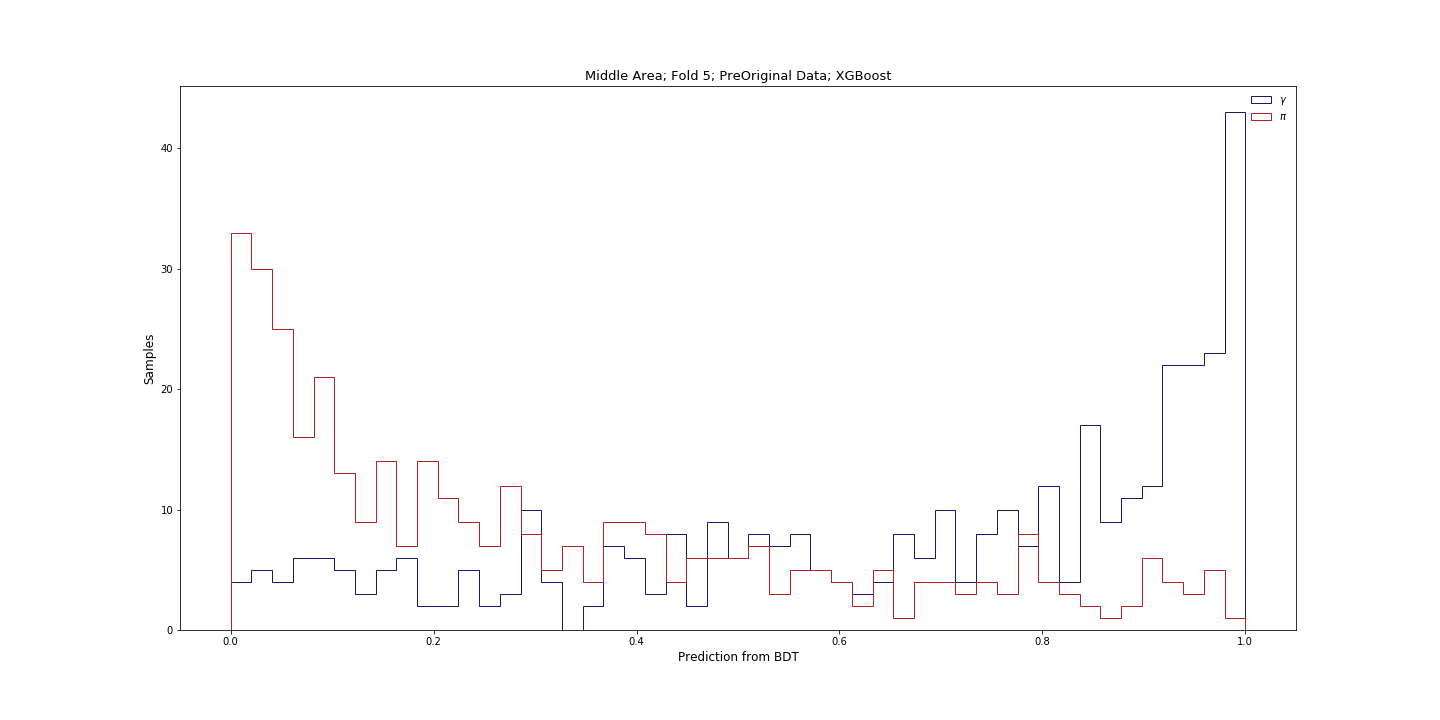 Middle Area; Fold 5; PreOriginal Data; XGBoost
γ
π
Samples
40
30
20
10
0
0.0 0.2 0.4 0.6 0.8 1.0
Prediction from BDT